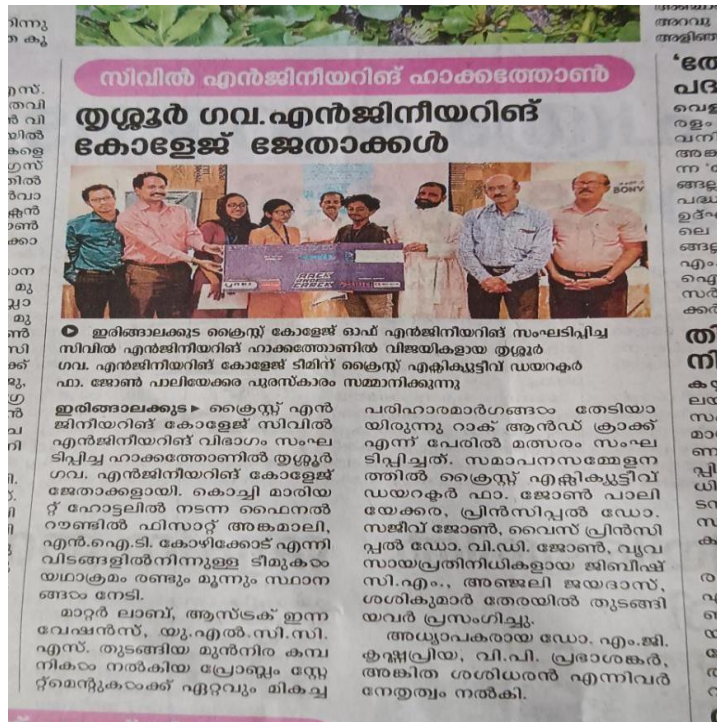 സിവിൽ എൻജിനീയറിങ് ഹാക്കത്തോൺ
തൃശ്ശൂർ ഗവ.എൻജിനീയറിങ്
കോളേജ് ജേതാക്കൾ
ഇരിങ്ങാലക്കുട ക്രൈസ്റ്റ് കോളേജ് ഓഫ് എൻജിനീയറിങ് സംഘടിപ്പിച്ച
സിവിൽ എൻജിനീയറിങ് ഹാക്കത്തോണിൽ വിജയികളായ തൃശ്ശൂർ
ഗവ. എൻജിനീയറിങ് കോളേജ് ടീമിന് ക്രൈസ്റ്റ് എക്സിക്യുട്ടീവ് ഡയറക്ടർ
ഫാ. ജോൺ പാലിയേക്കര പുരസ്കാരം സമ്മാനിക്കുന്നു
ഇരിങ്ങാലക്കുട ▸ ക്രൈസ്റ്റ് എൻ
ജിനീയറിങ് കോളേജ് സിവിൽ
എൻജിനീയറിങ് വിഭാഗം സംഘ
ടിപ്പിച്ച ഹാക്കത്തോണിൽ തൃശ്ശൂർ
ഗവ. എൻജിനീയറിങ് കോളേജ്
ജേതാക്കളായി. കൊച്ചി മാരിയ
റ്റ് ഹോട്ടലിൽ നടന്ന ഫൈനൽ
റൗണ്ടിൽ ഫിസാറ്റ് അങ്കമാലി,
എൻ.ഐ.ടി. കോഴിക്കോട് എന്നി
വിടങ്ങളിൽനിന്നുള്ള ടീമുകൾ
യഥാക്രമം രണ്ടും മൂന്നും സ്ഥാന
ങ്ങൾ നേടി.
മാറ്റർ ലാബ്, ആസ്ട്രക് ഇന്ന
വേഷൻസ്, യു.എൽ.സി.സി.
എസ്. തുടങ്ങിയ മുൻനിര കമ്പ
നികൾ നൽകിയ പ്രോബ്ലം സ്റ്റേ
റ്റ്മെന്റുകൾക്ക് ഏറ്റവും മികച്ച
പരിഹാരമാർഗങ്ങൾ തേടിയാ
യിരുന്നു റാക് ആൻഡ് ക്രാക്ക്
എന്ന് പേരിൽ മത്സരം സംഘ
ടിപ്പിച്ചത്. സമാപനസമ്മേളന
ത്തിൽ ക്രൈസ്റ്റ് എക്സിക്യുട്ടീവ്
ഡയറക്ടർ ഫാ. ജോൺ പാലി
യേക്കര, പ്രിൻസിപ്പൽ ഡോ.
സജീവ് ജോൺ, വൈസ് പ്രിൻസി
പ്പൽ ഡോ. വി.ഡി. ജോൺ, വ്യവ
സായപ്രതിനിധികളായ ജിബീഷ്
സി.എം., അഞ്ജലി ജയദാസ്,
ശശികുമാർ തേരയിൽ തുടങ്ങി
യവർ പ്രസംഗിച്ചു.
അധ്യാപകരായ ഡോ. എം.ജി.
കൃഷ്ണപ്രിയ, വി.പി. പ്രഭാശങ്കർ,
അങ്കിത ശശിധരൻ എന്നിവർ
നേതൃത്വം നൽകി.